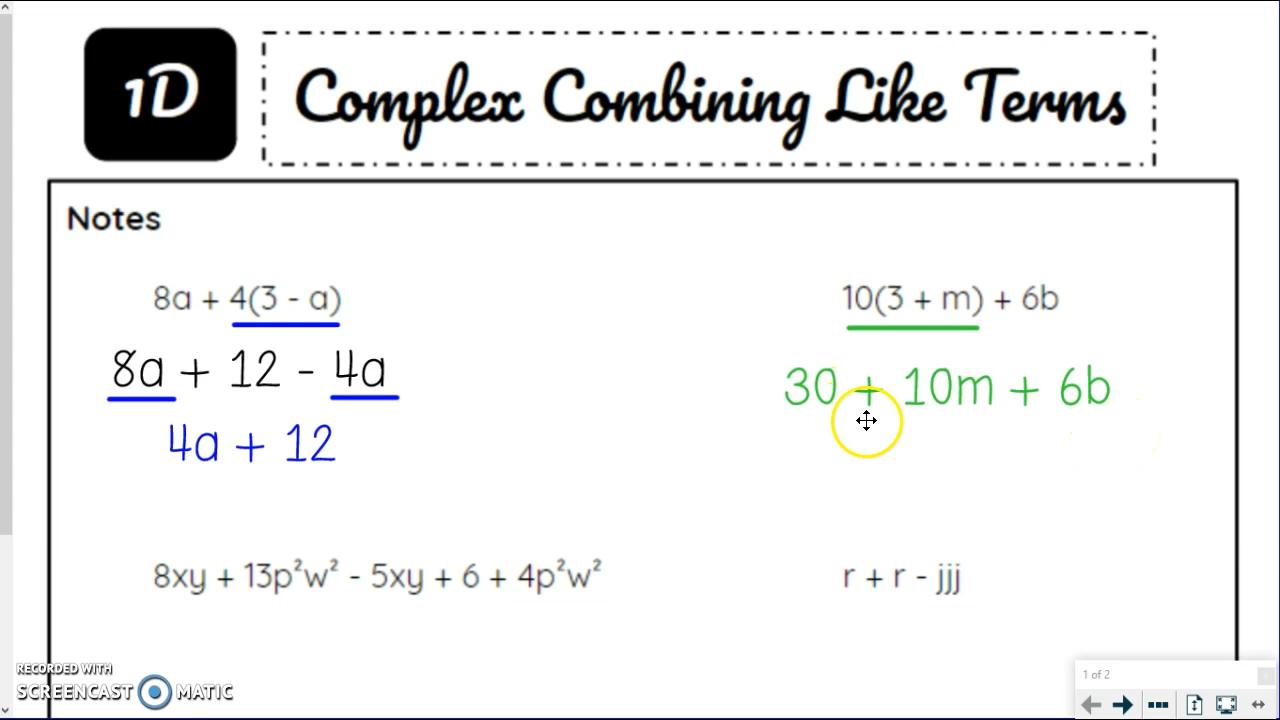 1D
Complex Combining Like Terms
Notes
8a + 4(3 - a)
8a + 12 - 4a
4a + 12
10(3 + m) + 6b
30 + 10m + 6b
8xy + 13p²w² - 5xy + 6 + 4p²w²
r + r - jjj
RECORDED WITH
SCREENCAST MATIC
1 of 2